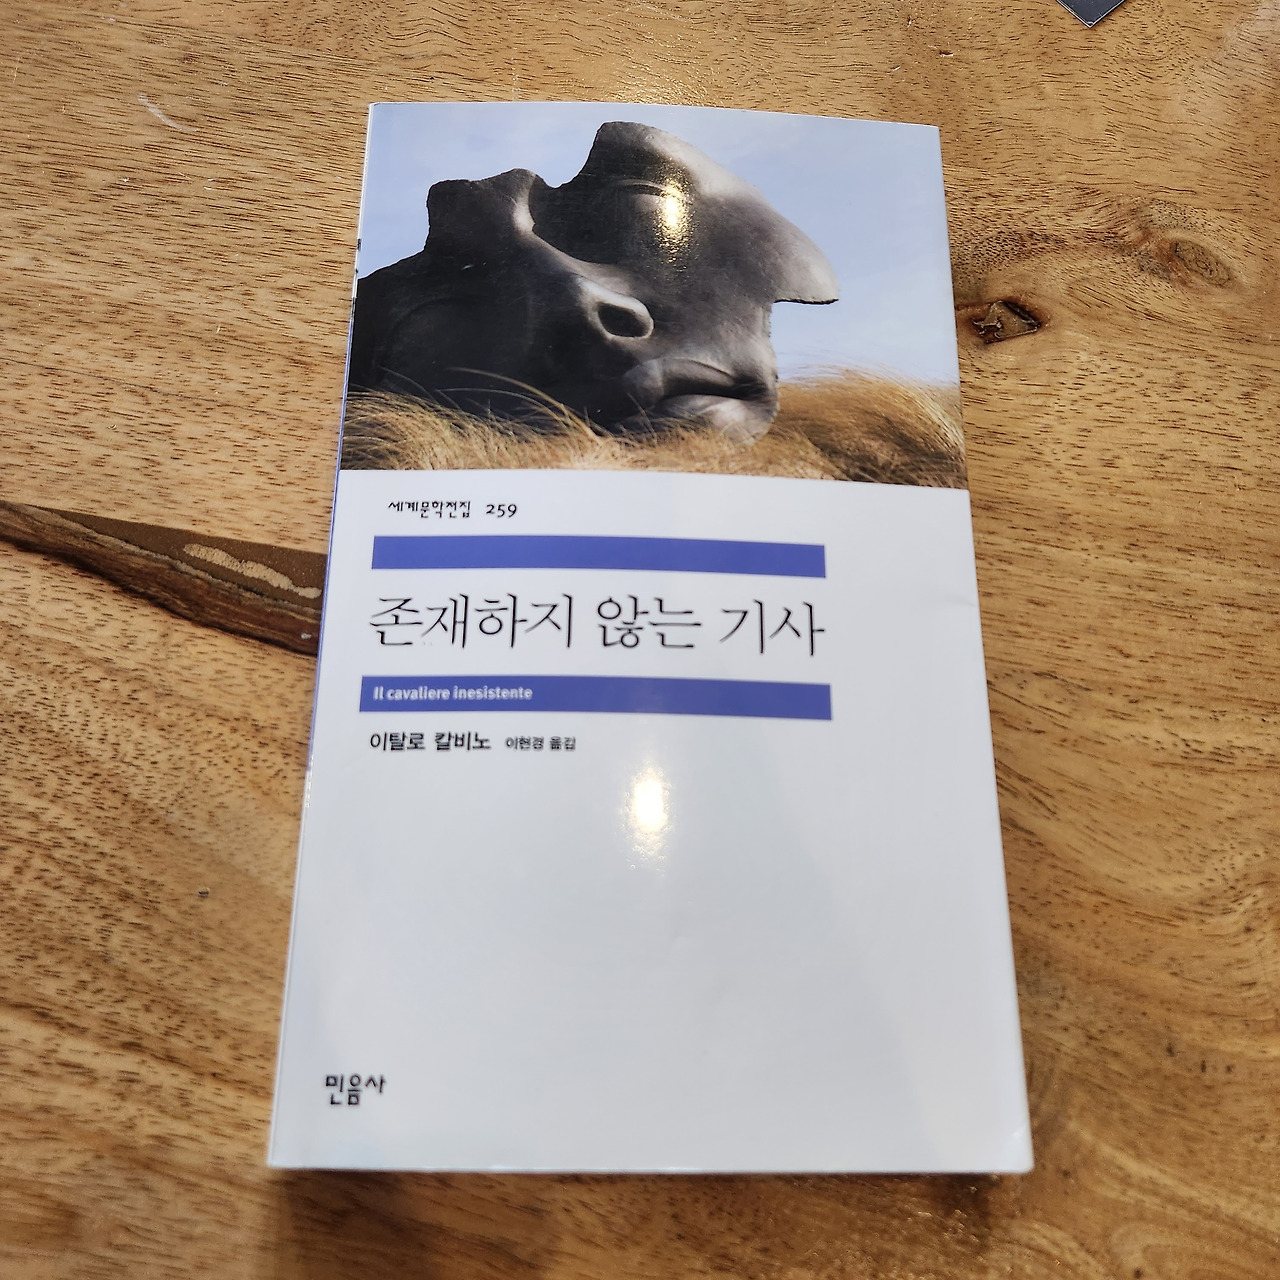 세계문학전집 259
존재하지 않는 기사
Il cavaliere inesistente
이탈로 칼비노 이현경 옮김
민음사